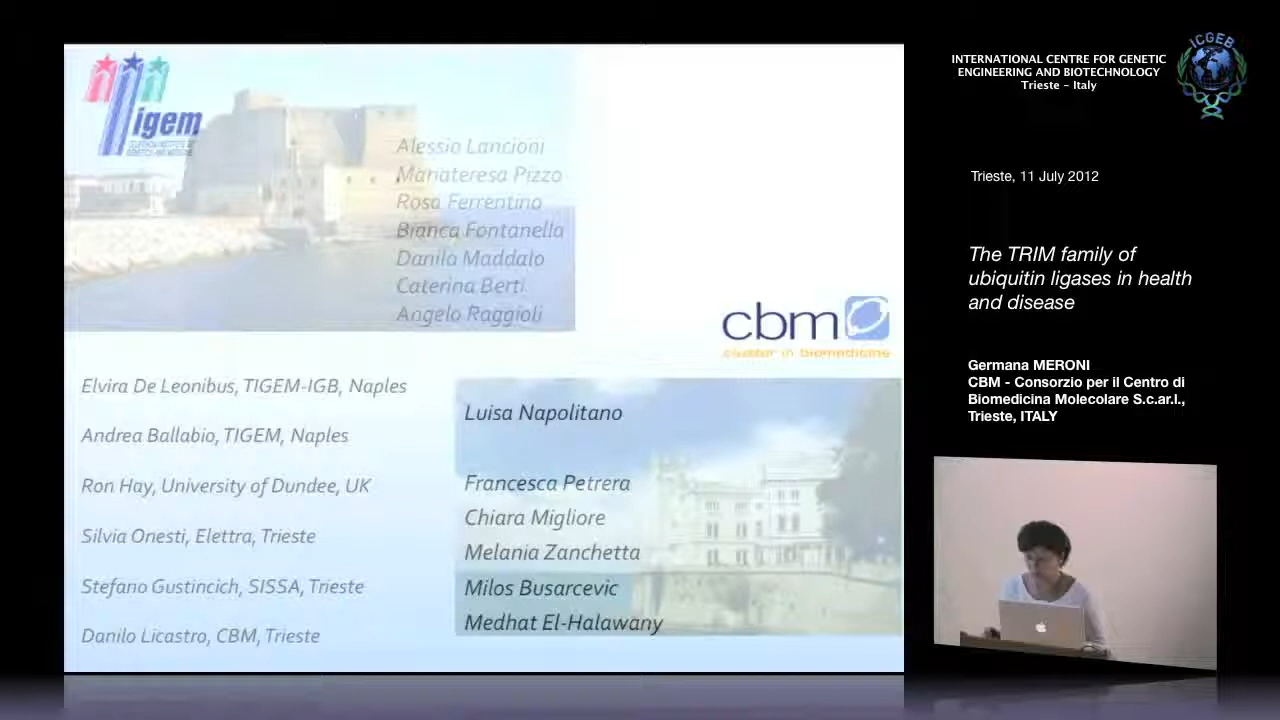 igem
Alessio Lancioni
Mariateresa Pizzo
Rosa Ferrentino
Bianca Fontanella
Danilo Maddalo
Caterina Berti
Angelo Raggioli
cbm
cluster in biomedicine
Elvira De Leonibus, TIGEM-IGB, Naples
Andrea Ballabio, TIGEM, Naples
Ron Hay, University of Dundee, UK
Silvia Onesti, Elettra, Trieste
Stefano Gustincich, SISSA, Trieste
Danilo Licastro, CBM, Trieste
Luisa Napolitano
Francesca Petrera
Chiara Migliore
Melania Zanchetta
Milos Busarcevic
Medhat El-Halawany
INTERNATIONAL CENTRE FOR GENETIC
ENGINEERING AND BIOTECHNOLOGY
Trieste - Italy
ICGEB
Trieste, 11 July 2012
The TRIM family of
ubiquitin ligases in health
and disease
Germana MERONI
CBM - Consorzio per il Centro di
Biomedicina Molecolare S.c.ar.l.,
Trieste, ITALY